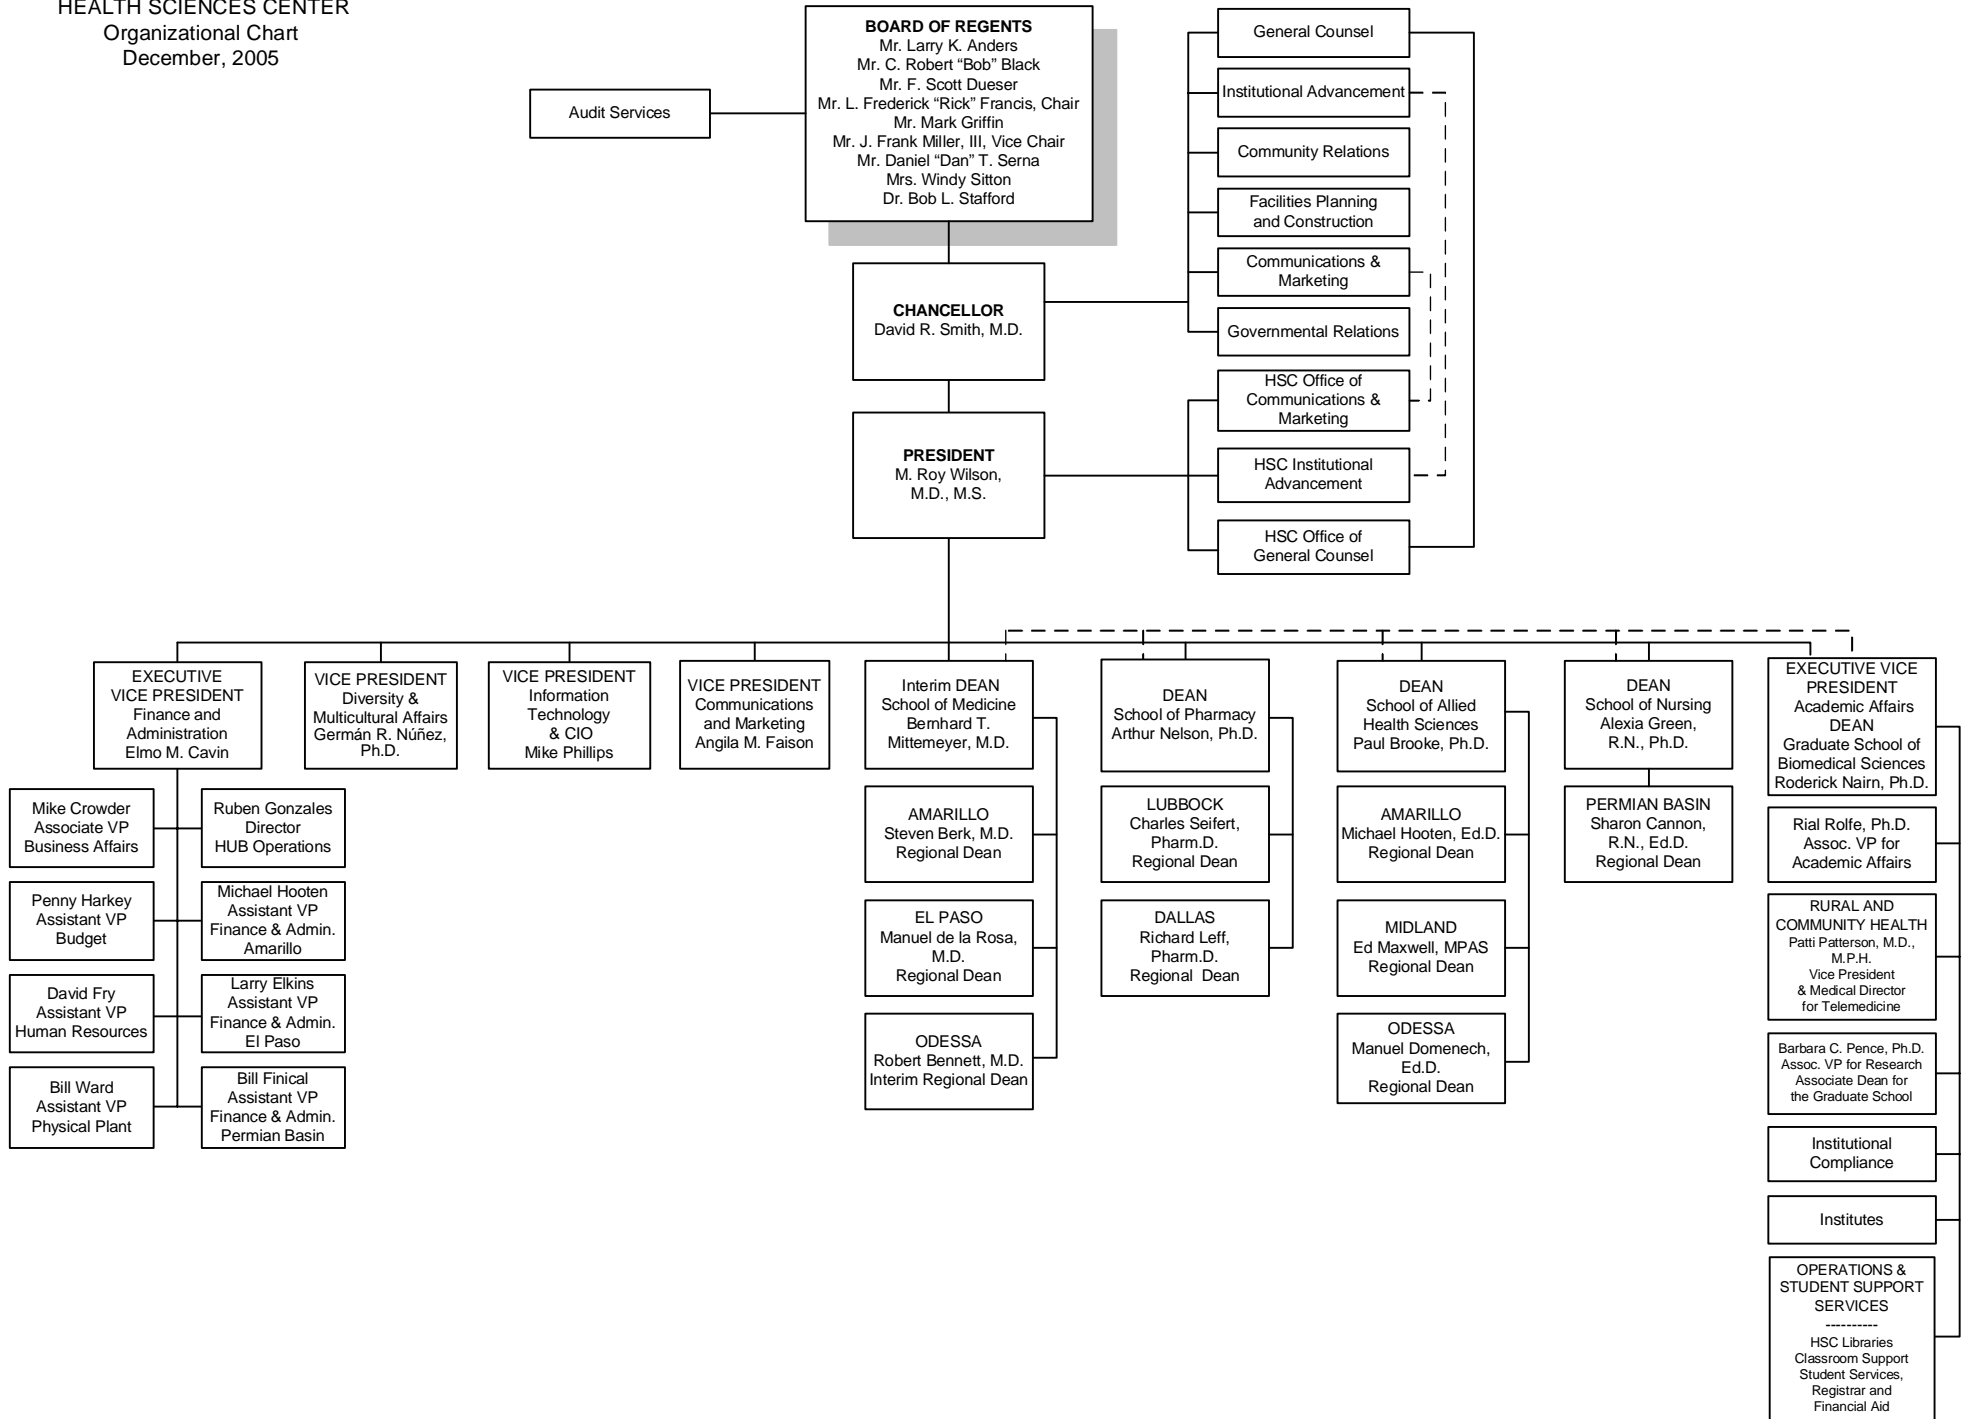 HEALTH SCIENCES CENTER
Organizational Chart
December, 2005
BOARD OF REGENTS
Mr. Larry K. Anders
Mr. C. Robert “Bob” Black
Mr. F. Scott Dueser
Mr. L. Frederick “Rick” Francis, Chair
Mr. Mark Griffin
Mr. J. Frank Miller, III, Vice Chair
Mr. Daniel “Dan” T. Serna
Mrs. Windy Sitton
Dr. Bob L. Stafford
Audit Services
CHANCELLOR
David R. Smith, M.D.
PRESIDENT
M. Roy Wilson,
M.D., M.S.
General Counsel
Institutional Advancement
Community Relations
Facilities Planning
and Construction
Communications &
Marketing
Governmental Relations
HSC Office of
Communications &
Marketing
HSC Institutional
Advancement
HSC Office of
General Counsel
EXECUTIVE
VICE PRESIDENT
Finance and
Administration
Elmo M. Cavin
VICE PRESIDENT
Diversity &
Multicultural Affairs
Germán R. Núñez,
Ph.D.
VICE PRESIDENT
Information
Technology
& CIO
Mike Phillips
VICE PRESIDENT
Communications
and Marketing
Angila M. Faison
Interim DEAN
School of Medicine
Bernhard T.
Mittemeyer, M.D.
DEAN
School of Pharmacy
Arthur Nelson, Ph.D.
DEAN
School of Allied
Health Sciences
Paul Brooke, Ph.D.
DEAN
School of Nursing
Alexia Green,
R.N., Ph.D.
EXECUTIVE VICE
PRESIDENT
Academic Affairs
DEAN
Graduate School of
Biomedical Sciences
Roderick Nairn, Ph.D.
Mike Crowder
Associate VP
Business Affairs
Ruben Gonzales
Director
HUB Operations
Penny Harkey
Assistant VP
Budget
Michael Hooten
Assistant VP
Finance & Admin.
Amarillo
David Fry
Assistant VP
Human Resources
Larry Elkins
Assistant VP
Finance & Admin.
El Paso
Bill Ward
Assistant VP
Physical Plant
Bill Finical
Assistant VP
Finance & Admin.
Permian Basin
AMARILLO
Steven Berk, M.D.
Regional Dean
EL PASO
Manuel de la Rosa,
M.D.
Regional Dean
ODESSA
Robert Bennett, M.D.
Interim Regional Dean
LUBBOCK
Charles Seifert,
Pharm.D.
Regional Dean
DALLAS
Richard Leff,
Pharm.D.
Regional  Dean
AMARILLO
Michael Hooten, Ed.D.
Regional Dean
MIDLAND
Ed Maxwell, MPAS
Regional Dean
ODESSA
Manuel Domenech,
Ed.D.
Regional Dean
PERMIAN BASIN
Sharon Cannon,
R.N., Ed.D.
Regional Dean
Rial Rolfe, Ph.D.
Assoc. VP for
Academic Affairs
RURAL AND
COMMUNITY HEALTH
Patti Patterson, M.D.,
M.P.H.
Vice President
& Medical Director
for Telemedicine
Barbara C. Pence, Ph.D.
Assoc. VP for Research
Associate Dean for
the Graduate School
Institutional
Compliance
Institutes
OPERATIONS &
STUDENT SUPPORT
SERVICES
----------
HSC Libraries
Classroom Support
Student Services,
Registrar and
Financial Aid